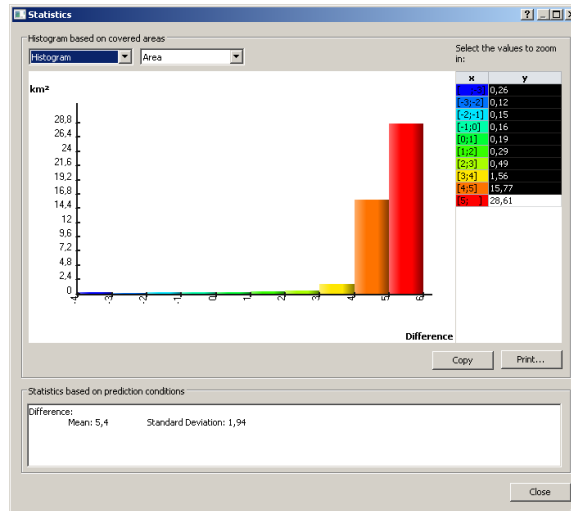 Statistics
Histogram based on covered areas
Histogram
Area
Select the values to zoom
in:
km²
28,8
26,4
24
21,6
19,2
16,8
14,4
12
9,6
7,2
4,8
2,4
0
-4 -3 -2 -1 0 1 2 3 4 5 6
Difference
x y
0,26
[-3;-2] 0,12
[-2;-1] 0,15
[-1;0] 0,16
[0;1] 0,19
[1;2] 0,29
[2;3] 0,49
[3;4] 1,56
[4;5] 15,77
[5; ] 28,61
Copy
Print...
Statistics based on prediction conditions
Difference:
Mean: 5,4 Standard Deviation: 1,94
Close